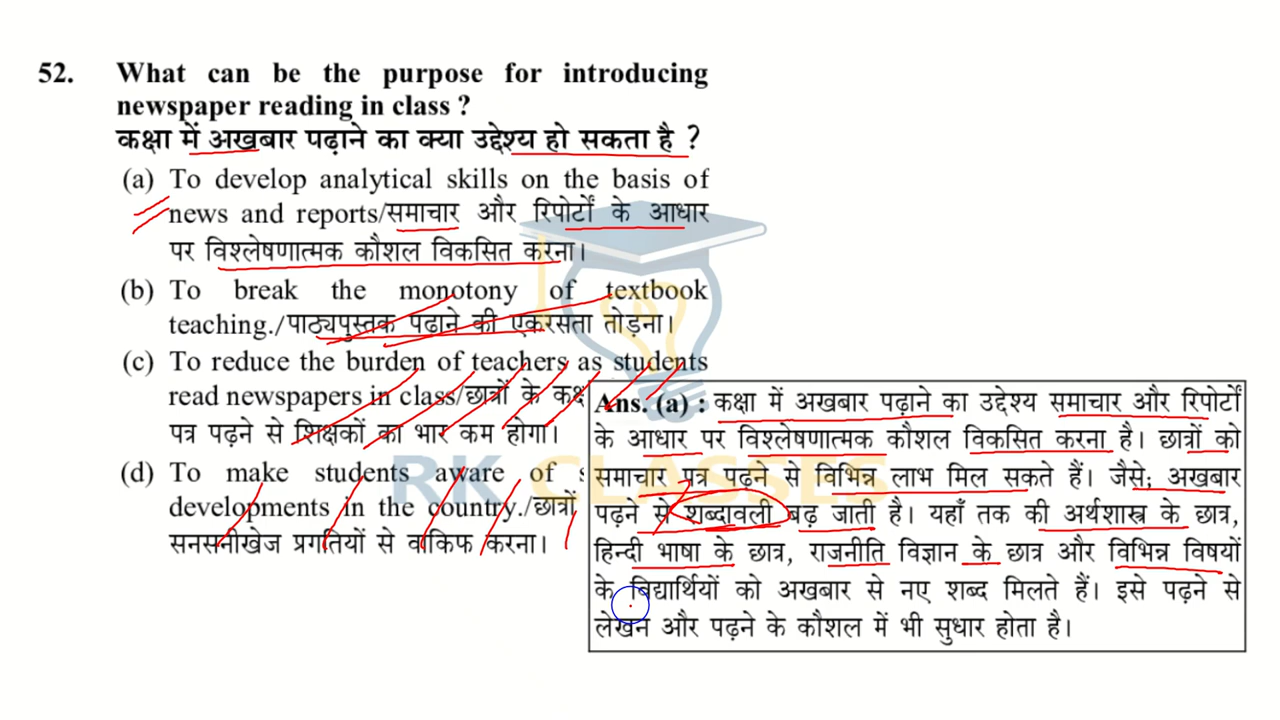 52. What can be the purpose for introducing
newspaper reading in class ?
कक्षा में अखबार पढ़ाने का क्या उद्देश्य हो सकता है ?
(a) To develop analytical skills on the basis of
news and reports/समाचार और रिपोर्टों के आधार
पर विश्लेषणात्मक कौशल विकसित करना।
(b) To break the monotony of textbook
teaching./पाठ्यपुस्तक पढ़ाने की एकरसता तोड़ना।
(c) To reduce the burden of teachers as students
read newspapers in class/छात्रों के
पत्र पढ़ने से शिक्षकों का भार कम होगा।
(d) To make students aware of
developments in the country./छात्रों
सनसनीखेज प्रगतियों से वाकिफ करना।
Ans. (a) : कक्षा में अखबार पढ़ाने का उद्देश्य समाचार और रिपोर्टों
के आधार पर विश्लेषणात्मक कौशल विकसित करना है। छात्रों को
समाचार पत्र पढ़ने से विभिन्न लाभ मिल सकते हैं। जैसे; अखबार
पढ़ने से शब्दावली बढ़ जाती है। यहाँ तक की अर्थशास्त्र के छात्र,
हिन्दी भाषा के छात्र, राजनीति विज्ञान के छात्र और विभिन्न विषयों
के विद्यार्थियों को अखबार से नए शब्द मिलते हैं। इसे पढ़ने से
लेखन और पढ़ने के कौशल में भी सुधार होता है।
RK CLASSES